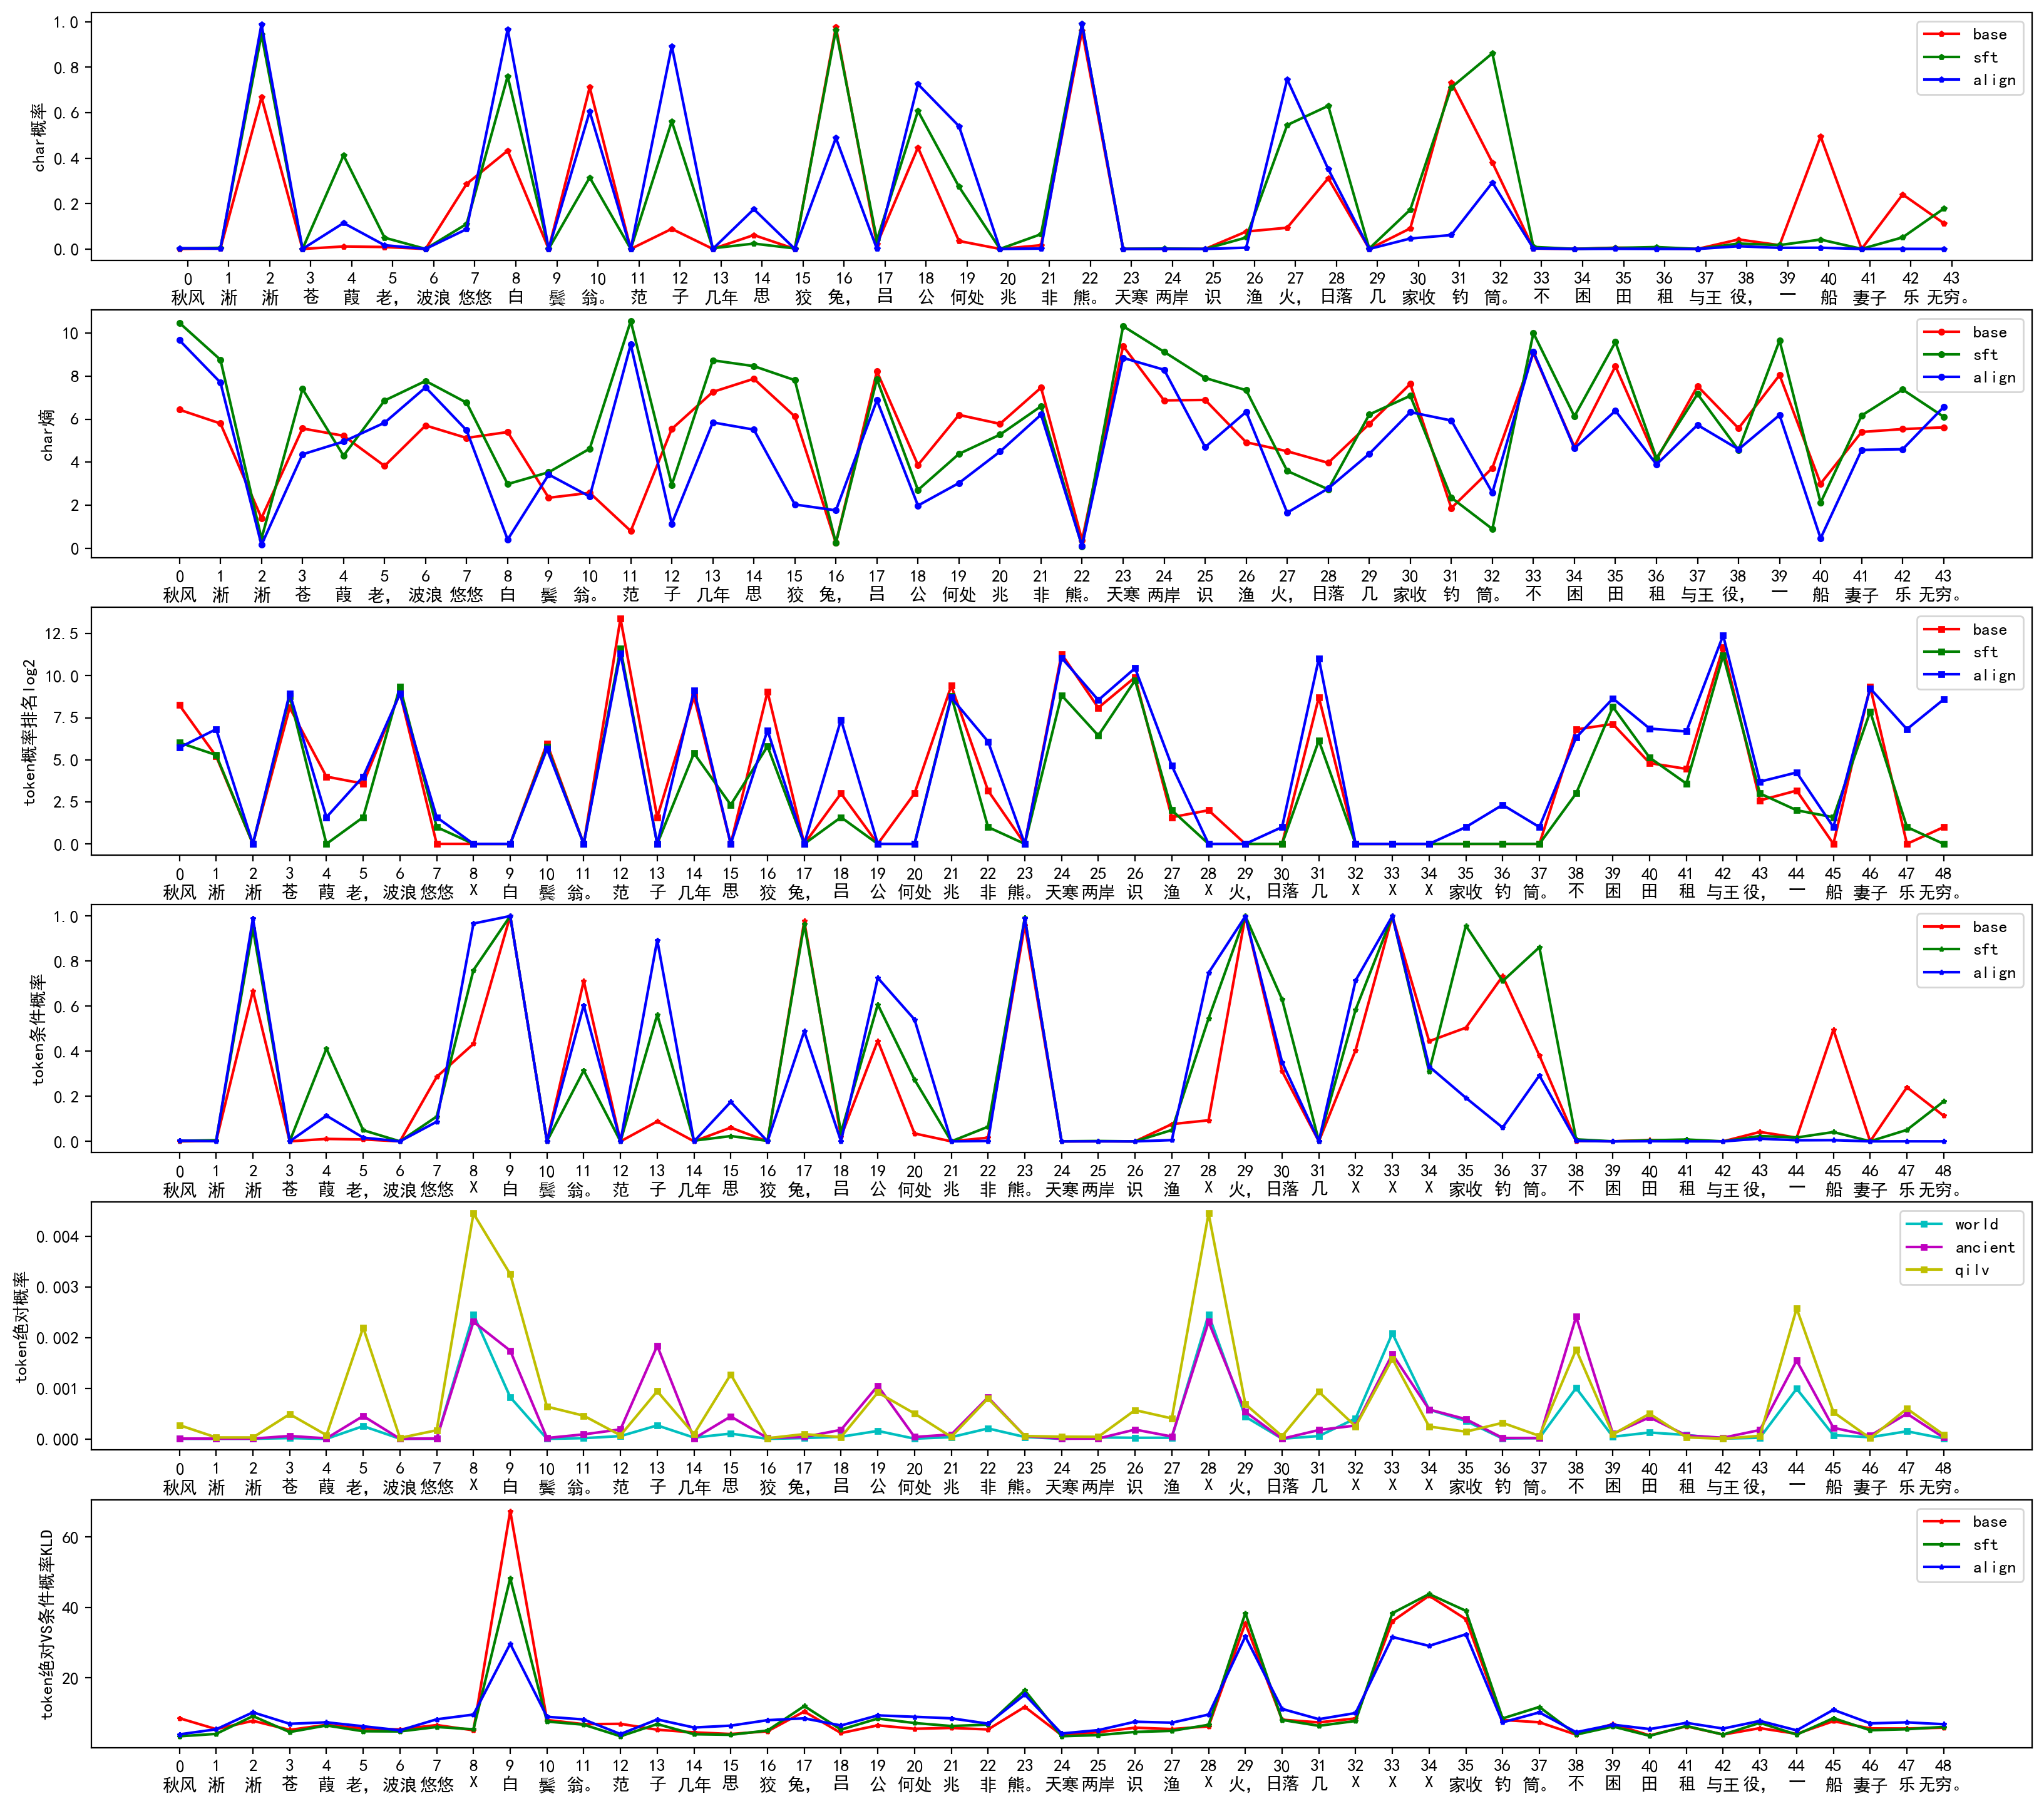 char概率
1.0
0.8
0.6
0.4
0.2
0.0
base
sft
align
0 1 2 3 4 5 6 7 8 9 10 11 12 13 14 15 16 17 18 19 20 21 22 23 24 25 26 27 28 29 30 31 32 33 34 35 36 37 38 39 40 41 42 43
秋风 淅 淅 苍 葭 老， 波浪 悠悠 白 鬓 翁。 范 子 几年 思 狡 兔， 吕 公 何处 兆 非 熊。 天寒 两岸 识 渔 火， 日落 几 家收 钓 筒。 不 困 田 租 与王 役， 一 船 妻子 乐 无穷。
char熵
10
8
6
4
2
0
base
sft
align
0 1 2 3 4 5 6 7 8 9 10 11 12 13 14 15 16 17 18 19 20 21 22 23 24 25 26 27 28 29 30 31 32 33 34 35 36 37 38 39 40 41 42 43
秋风 淅 淅 苍 葭 老， 波浪 悠悠 白 鬓 翁。 范 子 几年 思 狡 兔， 吕 公 何处 兆 非 熊。 天寒 两岸 识 渔 火， 日落 几 家收 钓 筒。 不 困 田 租 与王 役， 一 船 妻子 乐 无穷。
token概率排名log2
12.5
10.0
7.5
5.0
2.5
0.0
base
sft
align
0 1 2 3 4 5 6 7 8 9 10 11 12 13 14 15 16 17 18 19 20 21 22 23 24 25 26 27 28 29 30 31 32 33 34 35 36 37 38 39 40 41 42 43 44 45 46 47 48
秋风 淅 淅 苍 葭 老， 波浪 悠悠 X 白 鬓 翁。 范 子 几年 思 狡 兔， 吕 公 何处 兆 非 熊。 天寒 两岸 识 渔 X 火， 日落 几 X X X 家收 钓 筒。 不 困 田 租 与王 役， 一 船 妻子 乐 无穷。
token条件概率
1.0
0.8
0.6
0.4
0.2
0.0
base
sft
align
0 1 2 3 4 5 6 7 8 9 10 11 12 13 14 15 16 17 18 19 20 21 22 23 24 25 26 27 28 29 30 31 32 33 34 35 36 37 38 39 40 41 42 43 44 45 46 47 48
秋风 淅 淅 苍 葭 老， 波浪 悠悠 X 白 鬓 翁。 范 子 几年 思 狡 兔， 吕 公 何处 兆 非 熊。 天寒 两岸 识 渔 X 火， 日落 几 X X X 家收 钓 筒。 不 困 田 租 与王 役， 一 船 妻子 乐 无穷。
token绝对概率
0.004
0.003
0.002
0.001
0.000
world
ancient
qilv
0 1 2 3 4 5 6 7 8 9 10 11 12 13 14 15 16 17 18 19 20 21 22 23 24 25 26 27 28 29 30 31 32 33 34 35 36 37 38 39 40 41 42 43 44 45 46 47 48
秋风 淅 淅 苍 葭 老， 波浪 悠悠 X 白 鬓 翁。 范 子 几年 思 狡 兔， 吕 公 何处 兆 非 熊。 天寒 两岸 识 渔 X 火， 日落 几 X X X 家收 钓 筒。 不 困 田 租 与王 役， 一 船 妻子 乐 无穷。
token绝对VS条件概率KLD
60
40
20
base
sft
align
0 1 2 3 4 5 6 7 8 9 10 11 12 13 14 15 16 17 18 19 20 21 22 23 24 25 26 27 28 29 30 31 32 33 34 35 36 37 38 39 40 41 42 43 44 45 46 47 48
秋风 淅 淅 苍 葭 老， 波浪 悠悠 X 白 鬓 翁。 范 子 几年 思 狡 兔， 吕 公 何处 兆 非 熊。 天寒 两岸 识 渔 X 火， 日落 几 X X X 家收 钓 筒。 不 困 田 租 与王 役， 一 船 妻子 乐 无穷。